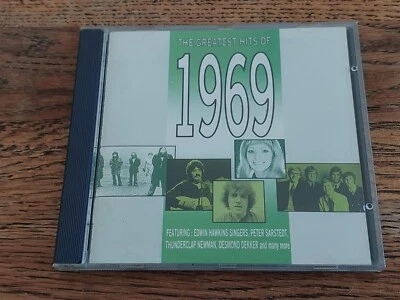 THE GREATEST HITS OF
1969
FEATURING : EDWIN HAWKINS SINGERS, PETER SARSTEDT,
THUNDERCLAP NEWMAN, DESMOND DEKKER and many more